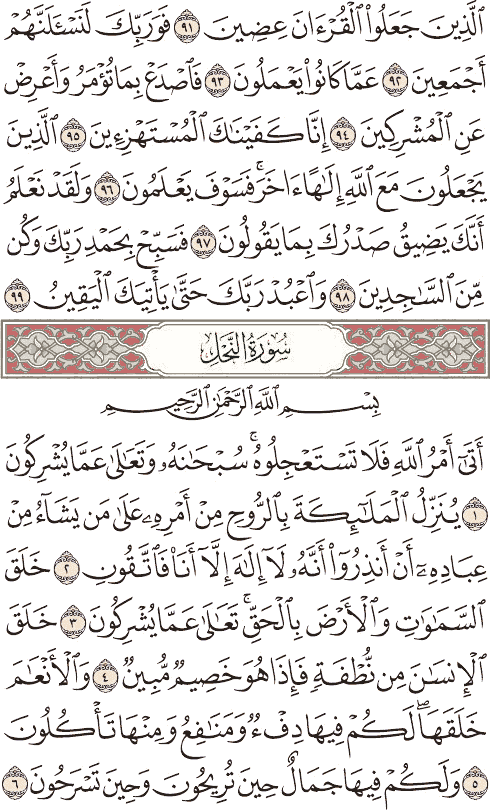 ٱلَّذِينَ جَعَلُوا۟ ٱلْقُرْءَانَ عِضِينَ ٩١ فَوَرَبِّكَ لَنَسْـَٔلَنَّهُمْ
أَجْمَعِينَ ٩٢ عَمَّا كَانُوا۟ يَعْمَلُونَ ٩٣ فَٱصْدَعْ بِمَا تُؤْمَرُ وَأَعْرِضْ
عَنِ ٱلْمُشْرِكِينَ ٩٤ إِنَّا كَفَيْنَٰكَ ٱلْمُسْتَهْزِءِينَ ٩٥ ٱلَّذِينَ
يَجْعَلُونَ مَعَ ٱللَّهِ إِلَٰهًا ءَاخَرَ ۚ فَسَوْفَ يَعْلَمُونَ ٩٦ وَلَقَدْ نَعْلَمُ
أَنَّكَ يَضِيقُ صَدْرُكَ بِمَا يَقُولُونَ ٩٧ فَسَبِّحْ بِحَمْدِ رَبِّكَ وَكُن
مِّنَ ٱلسَّٰجِدِينَ ٩٨ وَٱعْبُدْ رَبَّكَ حَتَّىٰ يَأْتِيَكَ ٱلْيَقِينُ ٩٩
سُورَةُ النَّحْلِ
بِسْمِ ٱللَّهِ ٱلرَّحْمَٰنِ ٱلرَّحِيمِ
أَتَىٰٓ أَمْرُ ٱللَّهِ فَلَا تَسْتَعْجِلُوهُ ۚ سُبْحَٰنَهُۥ وَتَعَٰلَىٰ عَمَّا يُشْرِكُونَ
١ يُنَزِّلُ ٱلْمَلَٰٓئِكَةَ بِٱلرُّوحِ مِنْ أَمْرِهِۦ عَلَىٰ مَن يَشَآءُ مِنْ
عِبَادِهِۦٓ أَنْ أَنذِرُوٓا۟ أَنَّهُۥ لَآ إِلَٰهَ إِلَّآ أَنَا۠ فَٱتَّقُونِ ٢ خَلَقَ
ٱلسَّمَٰوَٰتِ وَٱلْأَرْضَ بِٱلْحَقِّ ۚ تَعَٰلَىٰ عَمَّا يُشْرِكُونَ ٣ خَلَقَ
ٱلْإِنسَٰنَ مِن نُّطْفَةٍ فَإِذَا هُوَ خَصِيمٌ مُّبِينٌ ٤ وَٱلْأَنْعَٰمَ
خَلَقَهَا ۗ لَكُمْ فِيهَا دِفْءٌ وَمَنَٰفِعُ وَمِنْهَا تَأْكُلُونَ
٥ وَلَكُمْ فِيهَا جَمَالٌ حِينَ تُرِيحُونَ وَحِينَ تَسْرَحُونَ ٦